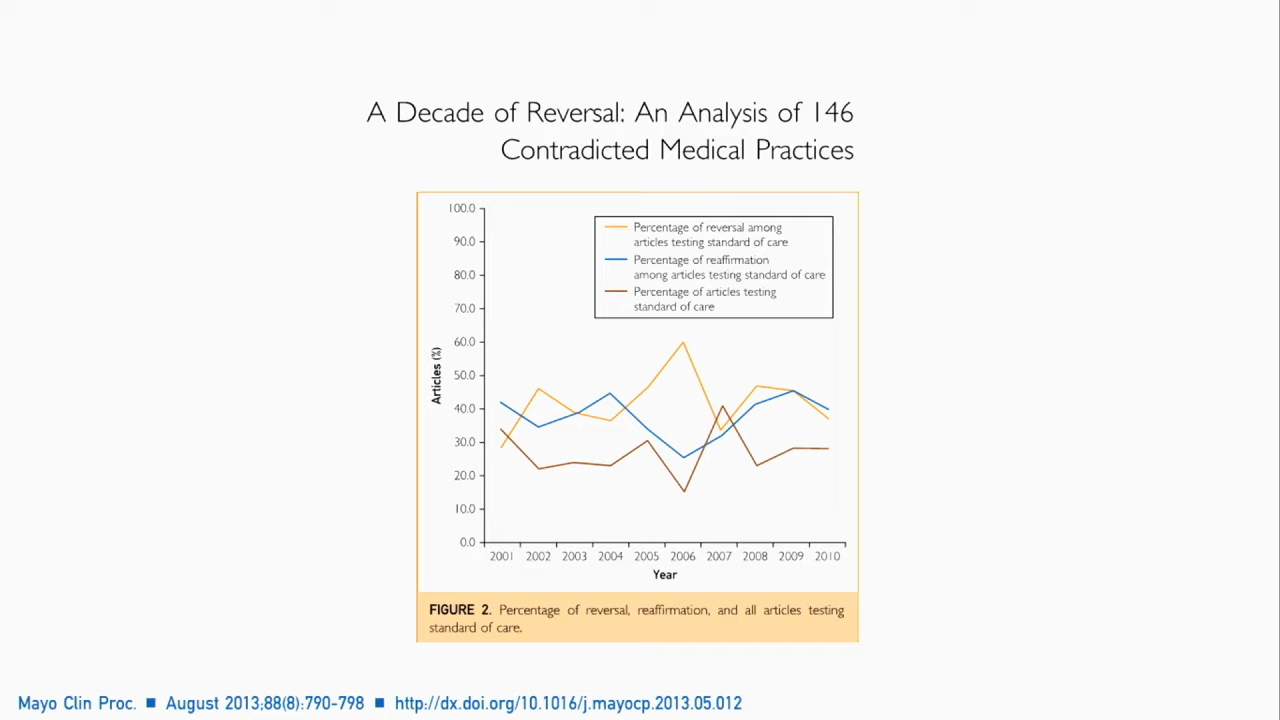 A Decade of Reversal: An Analysis of 146
Contradicted Medical Practices
100.0
90.0
80.0
70.0
60.0
50.0
40.0
30.0
20.0
10.0
0.0
Articles (%)
Percentage of reversal among
articles testing standard of care
Percentage of reaffirmation
among articles testing standard of care
Percentage of articles testing
standard of care
2001 2002 2003 2004 2005 2006 2007 2008 2009 2010
Year
FIGURE 2. Percentage of reversal, reaffirmation, and all articles testing
standard of care.
Mayo Clin Proc. ■ August 2013;88(8):790-798 ■ http://dx.doi.org/10.1016/j.mayocp.2013.05.012